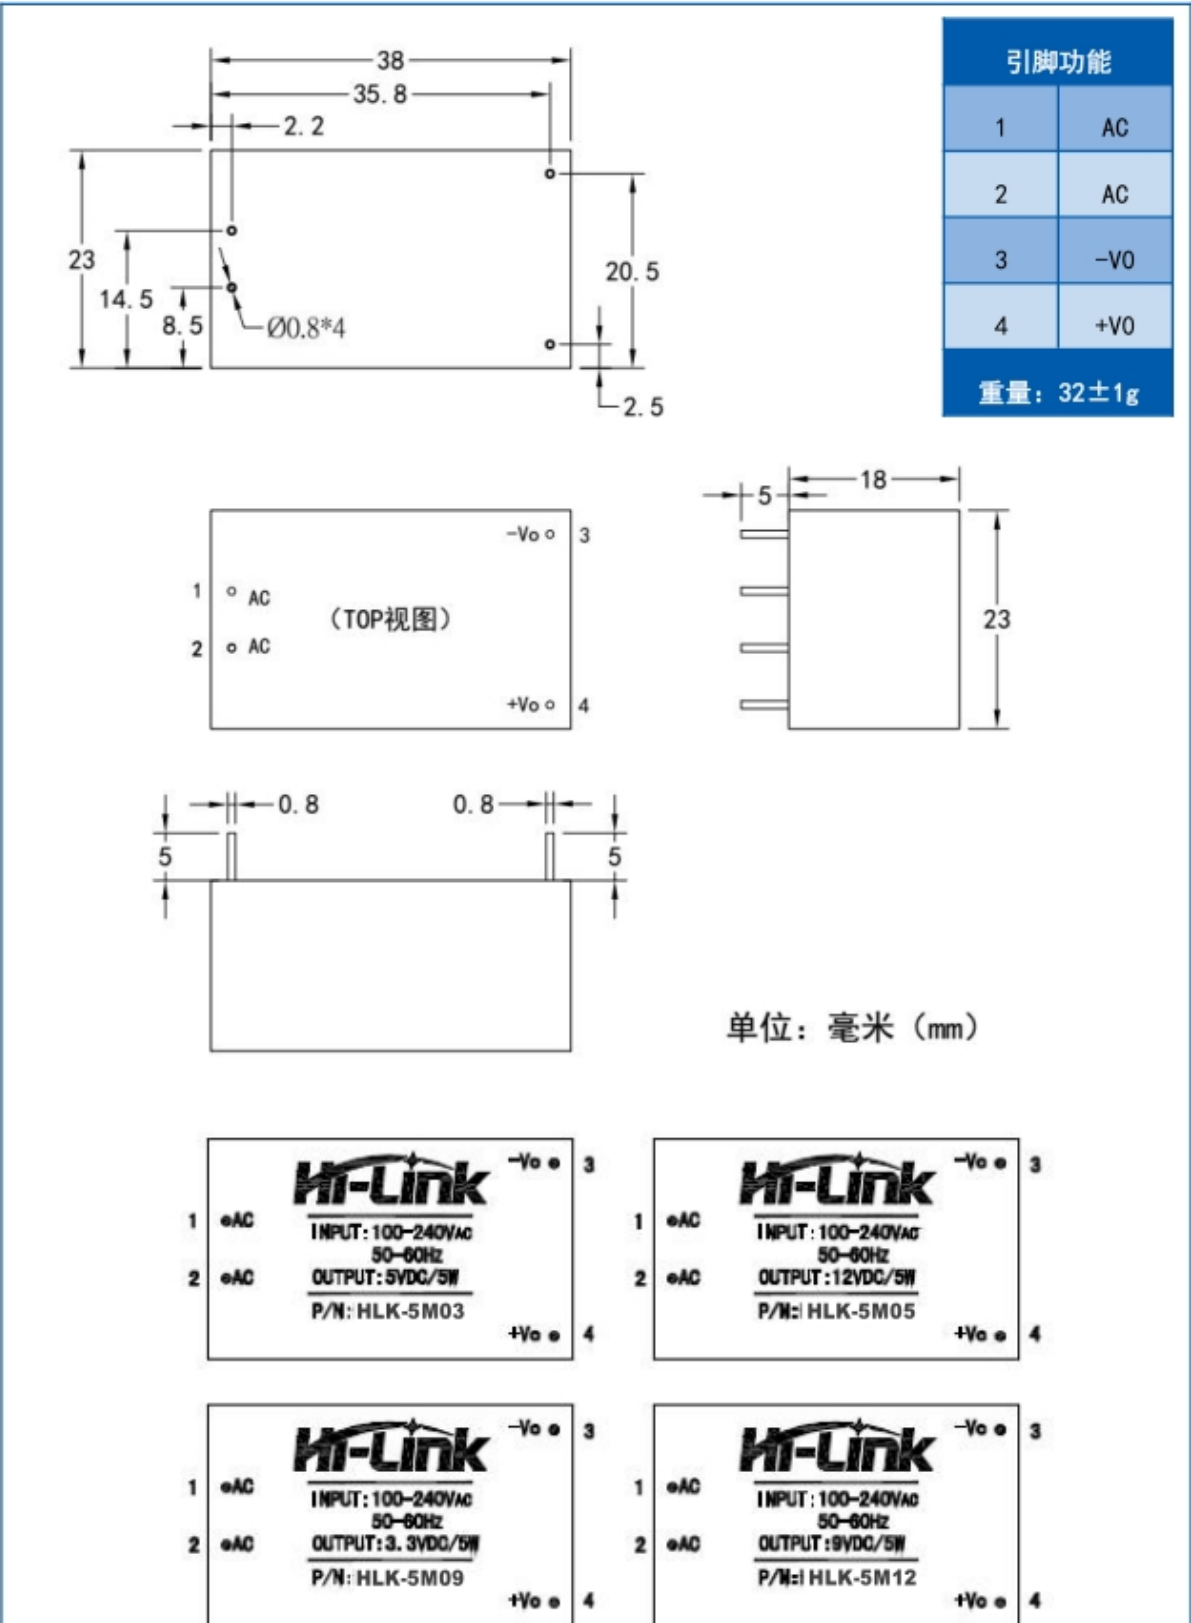 38
35.8
2.2
23
14.5
8.5
Ø0.8*4
20.5
2.5
引脚功能
1 AC
2 AC
3 -VO
4 +VO
重量：32±1g
-Vo 3
1 AC
（TOP视图）
2 AC
+Vo 4
5
18
23
0.8
0.8
5
5
单位：毫米（mm）
Hi-Link
-Vo 3
1 AC
INPUT:100-240VAC
50-60Hz
2 AC
OUTPUT:5VDC/5W
P/N:HLK-5M03
+Vo 4
Hi-Link
-Vo 3
1 AC
INPUT:100-240VAC
50-60Hz
2 AC
OUTPUT:12VDC/5W
P/N:HLK-5M05
+Vo 4
Hi-Link
-Vo 3
1 AC
INPUT:100-240VAC
50-60Hz
2 AC
OUTPUT:3.3VDC/5W
P/N:HLK-5M09
+Vo 4
Hi-Link
-Vo 3
1 AC
INPUT:100-240VAC
50-60Hz
2 AC
OUTPUT:9VDC/5W
P/N:HLK-5M12
+Vo 4